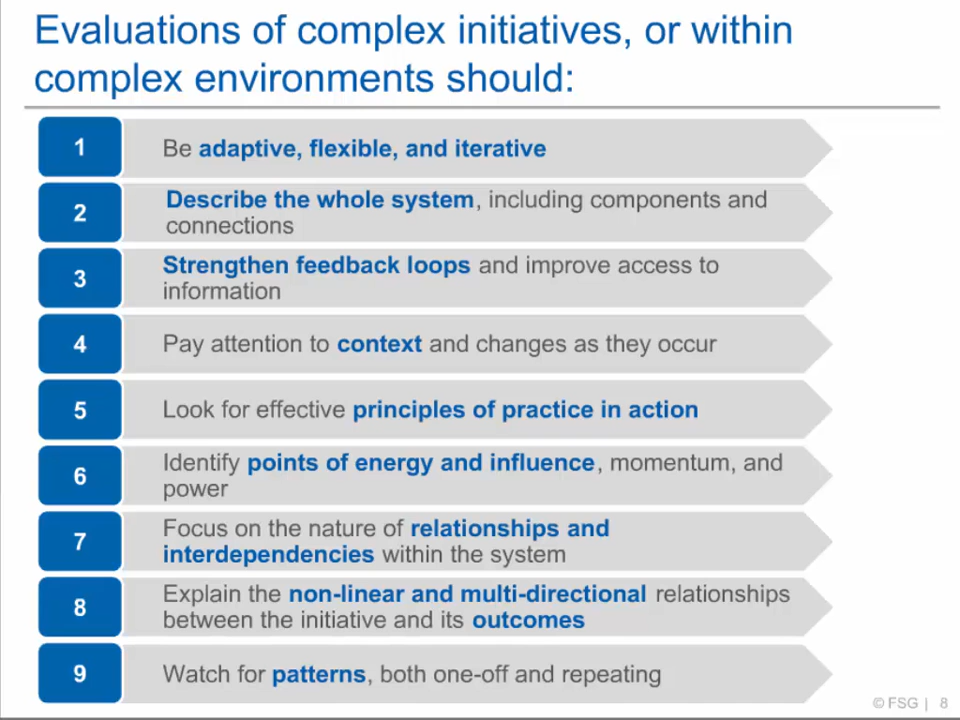 Evaluations of complex initiatives, or within
complex environments should:
1
Be adaptive, flexible, and iterative
2
Describe the whole system, including components and
connections
3
Strengthen feedback loops and improve access to
information
4
Pay attention to context and changes as they occur
5
Look for effective principles of practice in action
6
Identify points of energy and influence, momentum, and
power
7
Focus on the nature of relationships and
interdependencies within the system
8
Explain the non-linear and multi-directional relationships
between the initiative and its outcomes
9
Watch for patterns, both one-off and repeating
© FSG | 8